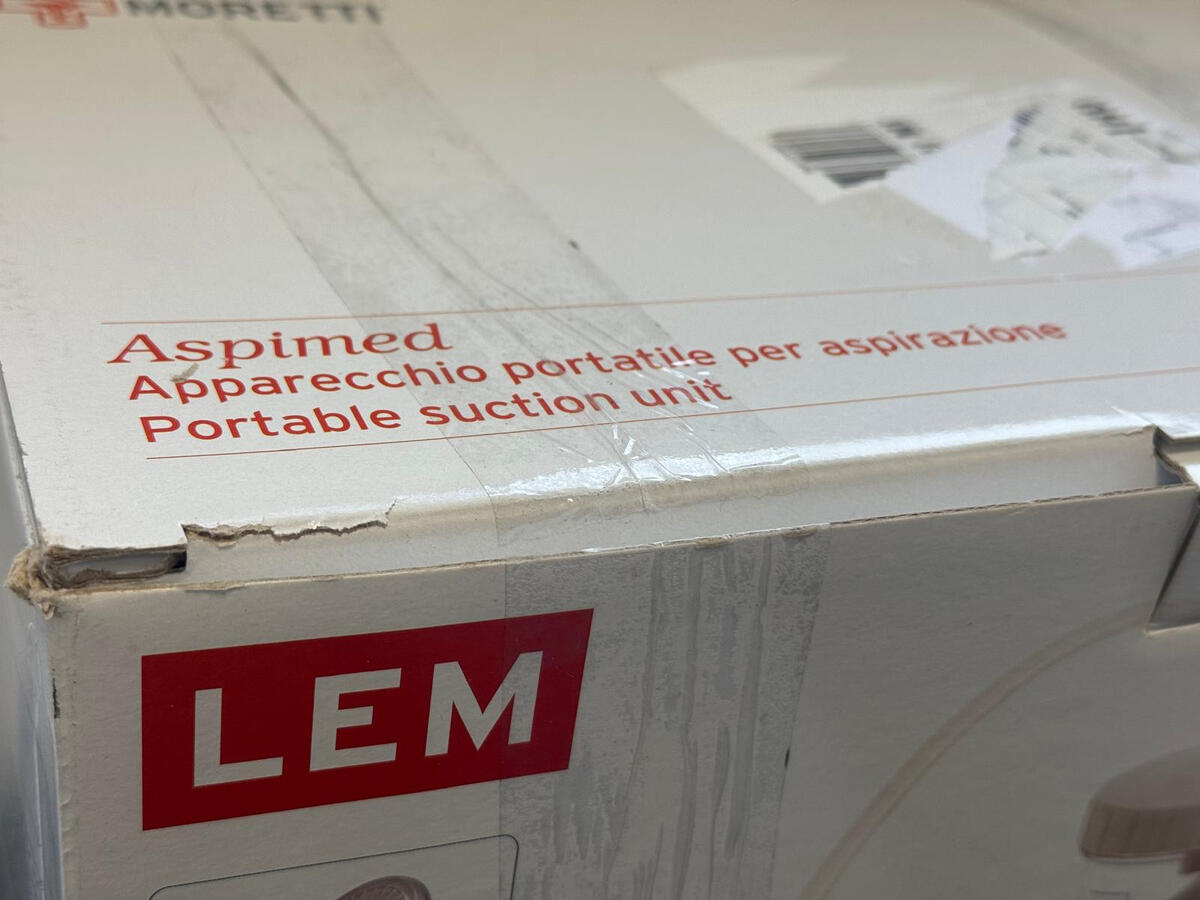 MORETTI
Aspimed
Apparecchio portatile per aspirazione
Portable suction unit
LEM